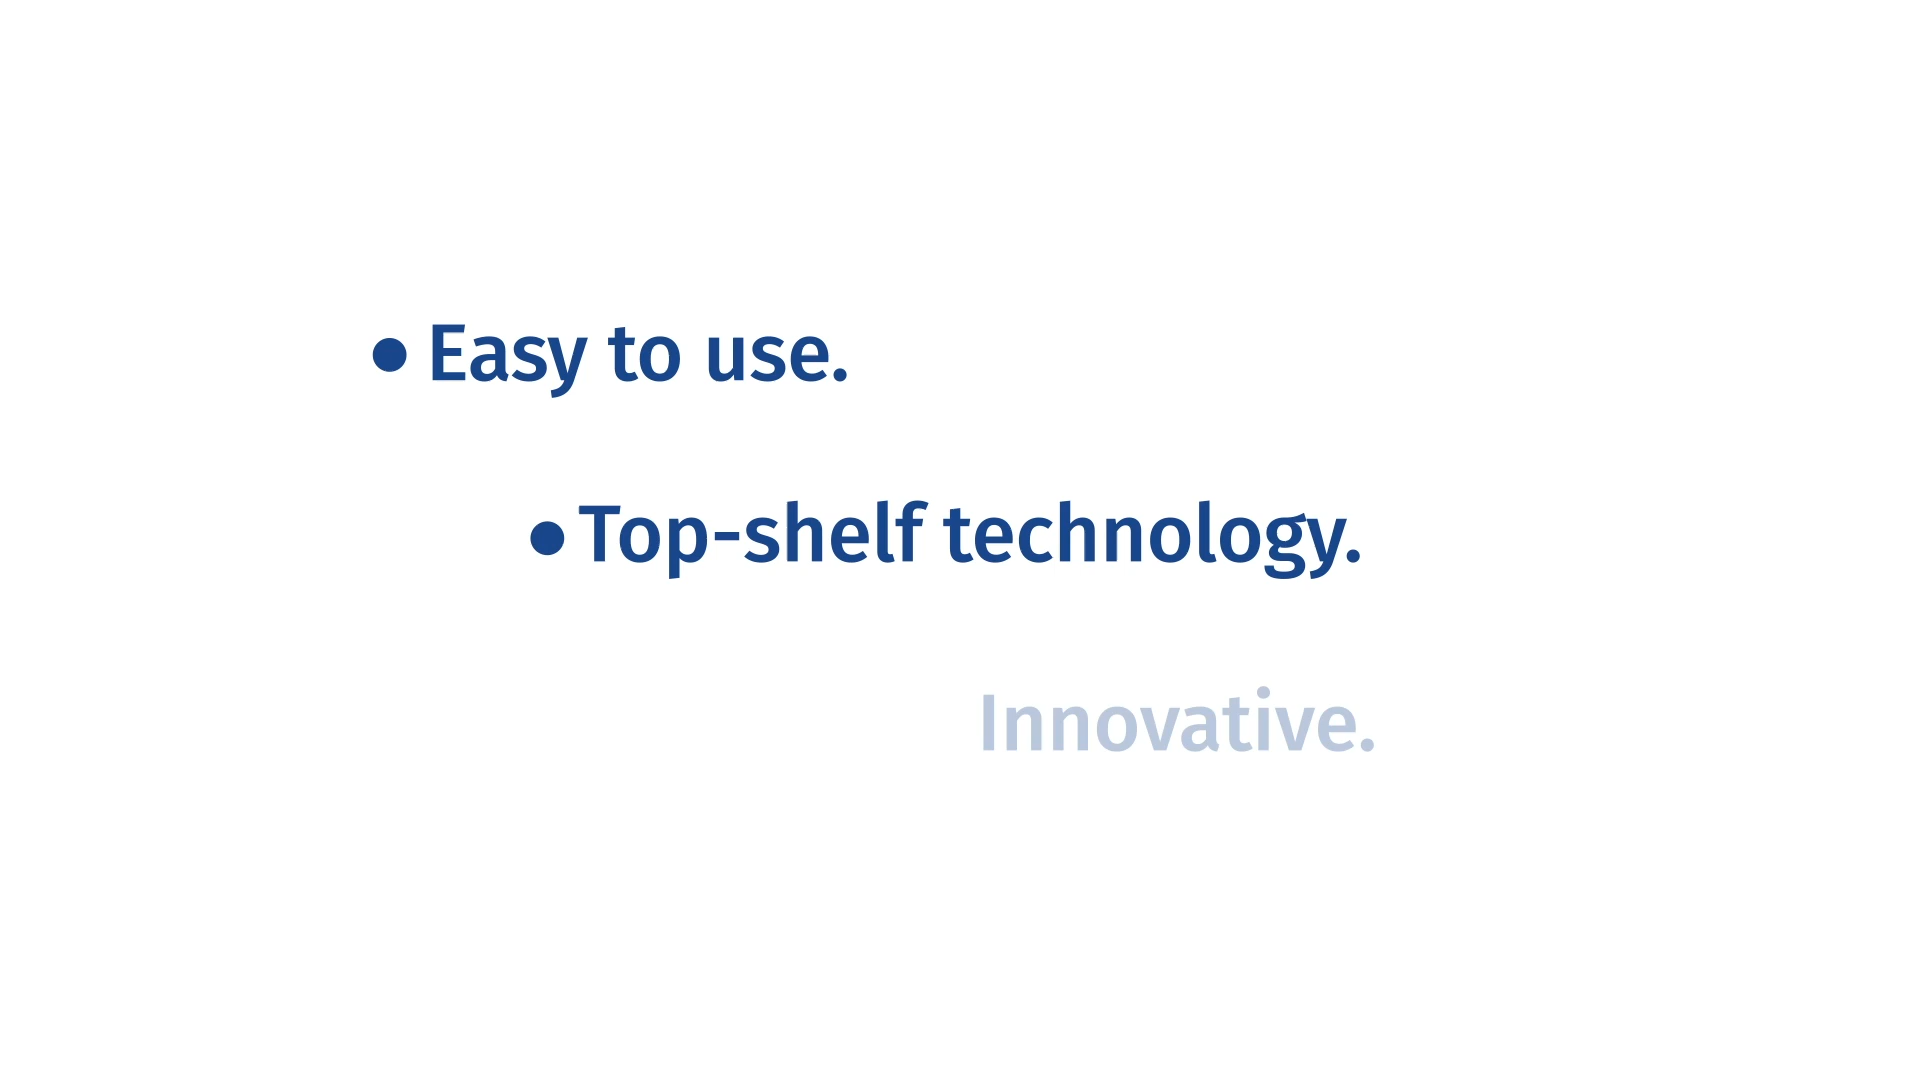 • Easy to use.
• Top-shelf technology.
Innovative.